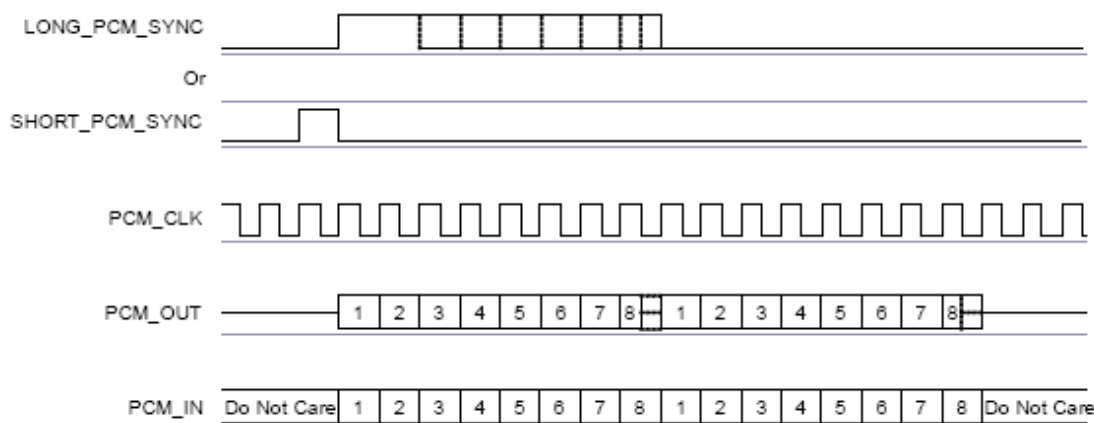 LONG_PCM_SYNC
Or
SHORT_PCM_SYNC
PCM_CLK
PCM_OUT 1 2 3 4 5 6 7 8 1 2 3 4 5 6 7 8
PCM_IN Do Not Care 1 2 3 4 5 6 7 8 1 2 3 4 5 6 7 8 Do Not Care